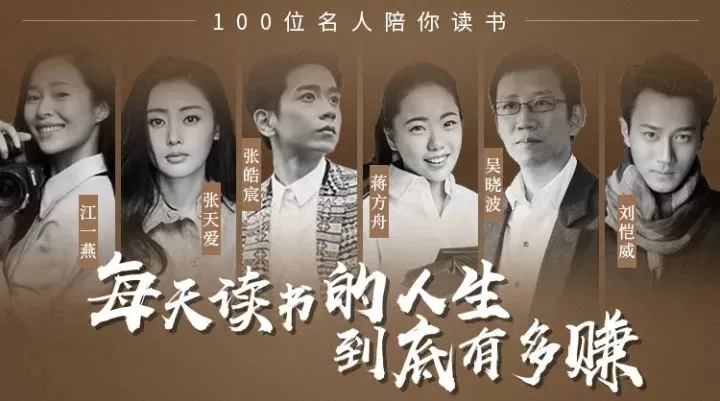 100位名人陪你读书
江一燕
张天爱
张皓宸
蒋方舟
吴晓波
刘恺威
每天读书的人生
到底有多赚